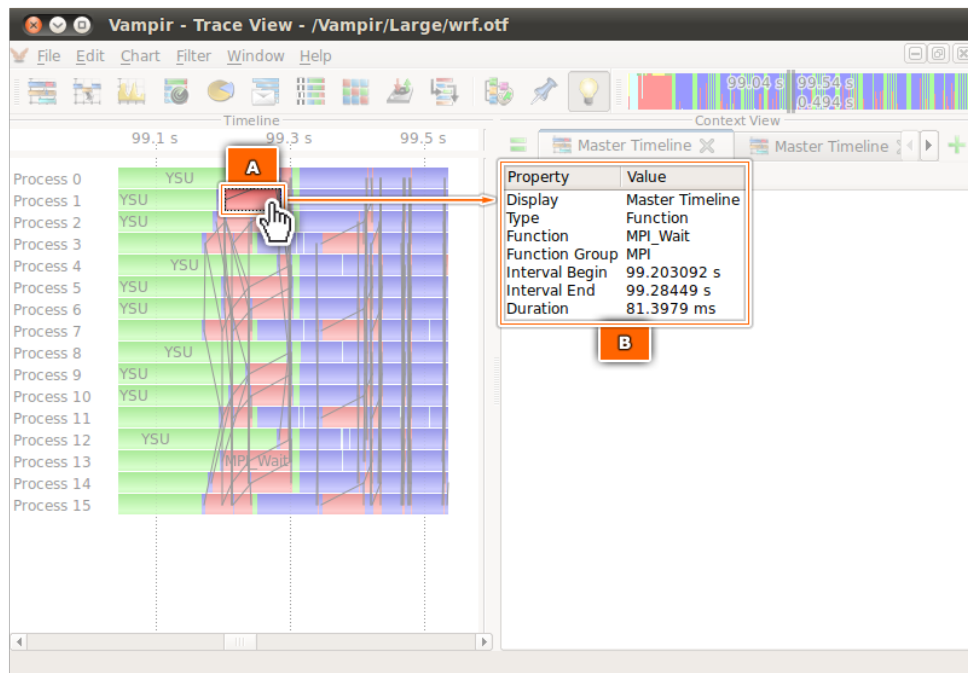 Vampir - Trace View - /Vampir/Large/wrf.otf
File Edit Chart Filter Window Help
99.04 s 99.54 s
0.494 s
Timeline
Context View
99.1 s 99.3 s 99.5 s
Master Timeline
Master Timeline
A
Property Value
Display Master Timeline
Type Function
Function MPI_Wait
Function Group MPI
Interval Begin 99.203092 s
Interval End 99.28449 s
Duration 81.3979 ms
B
Process 0 YSU
Process 1 YSU
Process 2 YSU
Process 3
Process 4 YSU
Process 5 YSU
Process 6 YSU
Process 7
Process 8 YSU
Process 9 YSU
Process 10 YSU
Process 11
Process 12 YSU
Process 13 MPI_Wait
Process 14
Process 15